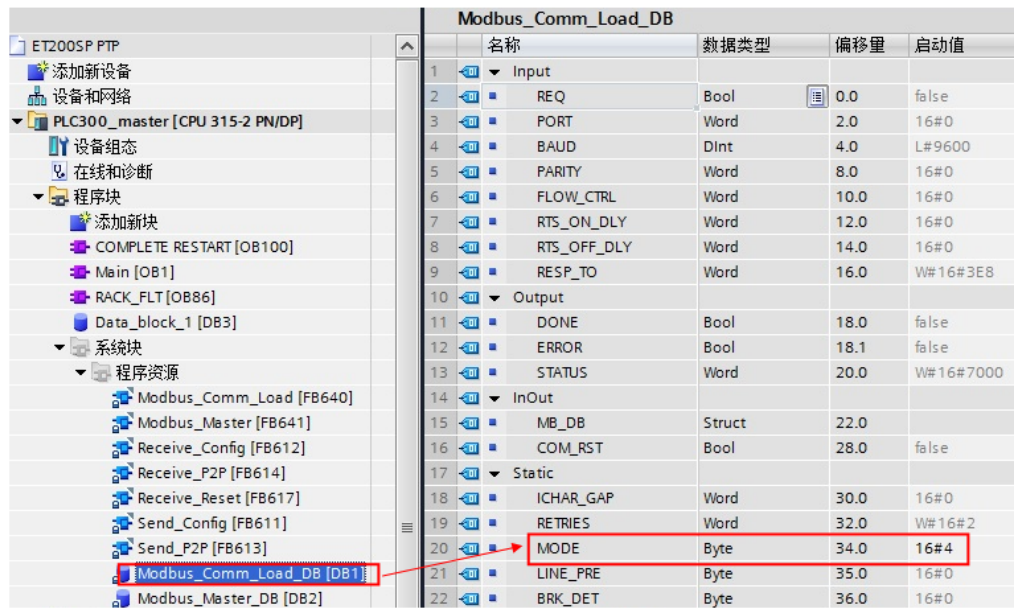 Modbus_Comm_Load_DB
ET200SP PTP
添加新设备
设备和网络
PLC300_master [CPU 315-2 PN/DP]
设备组态
在线和诊断
程序块
添加新块
COMPLETE RESTART [OB100]
Main [OB1]
RACK_FLT [OB86]
Data_block_1 [DB3]
系统块
程序资源
Modbus_Comm_Load [FB640]
Modbus_Master [FB641]
Receive_Config [FB612]
Receive_P2P [FB614]
Receive_Reset [FB617]
Send_Config [FB611]
Send_P2P [FB613]
Modbus_Comm_Load_DB [DB1]
Modbus_Master_DB [DB2]
名称 数据类型 偏移量 启动值
1 Input
2 REQ Bool 0.0 false
3 PORT Word 2.0 16#0
4 BAUD DInt 4.0 L#9600
5 PARITY Word 8.0 16#0
6 FLOW_CTRL Word 10.0 16#0
7 RTS_ON_DLY Word 12.0 16#0
8 RTS_OFF_DLY Word 14.0 16#0
9 RESP_TO Word 16.0 W#16#3E8
10 Output
11 DONE Bool 18.0 false
12 ERROR Bool 18.1 false
13 STATUS Word 20.0 W#16#7000
14 InOut
15 MB_DB Struct 22.0
16 COM_RST Bool 28.0 false
17 Static
18 ICHAR_GAP Word 30.0 16#0
19 RETRIES Word 32.0 W#16#2
20 MODE Byte 34.0 16#4
21 LINE_PRE Byte 35.0 16#0
22 BRK_DET Byte 36.0 16#0